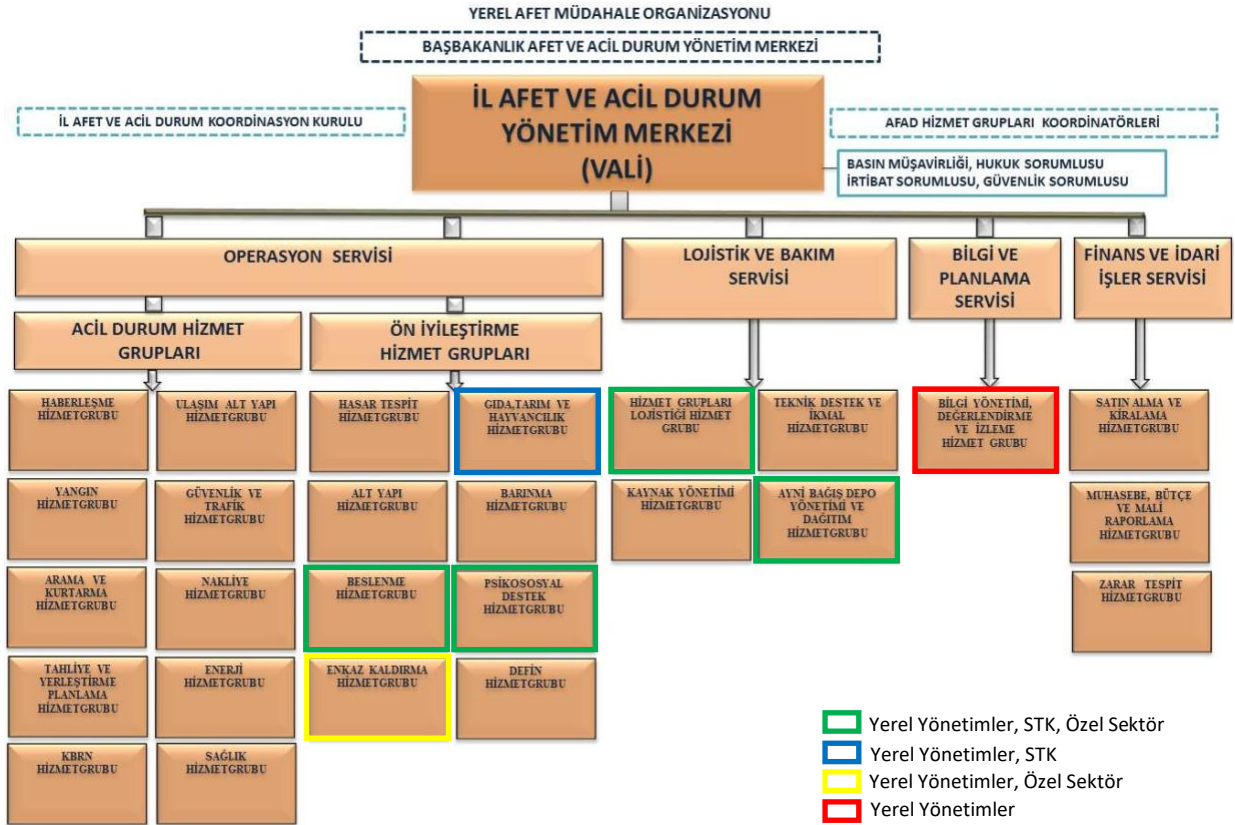 YEREL AFET MÜDAHALE ORGANİZASYONU
BAŞBAKANLIK AFET VE ACİL DURUM YÖNETİM MERKEZİ
İL AFET VE ACİL DURUM
YÖNETİM MERKEZİ
(VALİ)
İL AFET VE ACİL DURUM KOORDİNASYON KURULU
AFAD HİZMET GRUPLARI KOORDİNATÖRLERİ
BASIN MÜŞAVİRLİĞİ, HUKUK SORUMLUSU
İRTİBAT SORUMLUSU, GÜVENLİK SORUMLUSU
OPERASYON SERVİSİ
LOJİSTİK VE BAKIM
SERVİSİ
BİLGİ VE
PLANLAMA
SERVİSİ
FİNANS VE İDARİ
İŞLER SERVİSİ
ACİL DURUM HİZMET
GRUPLARI
ÖN İYİLEŞTİRME
HİZMET GRUPLARI
HABERLEŞME
HİZMETGRUBU
ULAŞIM ALT YAPI
HİZMETGRUBU
HASAR TESPİT
HİZMETGRUBU
GIDA,TARIM VE
HAYVANCILIK
HİZMETGRUBU
HİZMET GRUPLARI
LOJİSTİĞİ HİZMET
GRUBU
TEKNİK DESTEK VE
İKMAL
HİZMETGRUBU
BİLGİ YÖNETİMİ,
DEĞERLENDİRME
VE İZLEME
HİZMET GRUBU
SATIN ALMA VE
KİRALAMA
HİZMETGRUBU
YANGIN
HİZMETGRUBU
GÜVENLİK VE
TRAFİK
HİZMETGRUBU
ALT YAPI
HİZMETGRUBU
BARINMA
HİZMETGRUBU
KAYNAK YÖNETİMİ
HİZMETGRUBU
AYNİ BAĞIŞ DEPO
YÖNETİMİ VE
DAĞITIM
HİZMETGRUBU
MUHASEBE, BÜTÇE
VE MALİ
RAPORLAMA
HİZMETGRUBU
ARAMA VE
KURTARMA
HİZMETGRUBU
NAKLİYE
HİZMETGRUBU
BESLENME
HİZMETGRUBU
PSİKOSOSYAL
DESTEK
HİZMETGRUBU
ZARAR TESPİT
HİZMETGRUBU
TAHLİYE VE
YERLEŞTİRME
PLANLAMA
HİZMETGRUBU
ENERJİ
HİZMETGRUBU
ENKAZ KALDIRMA
HİZMETGRUBU
DEFİN
HİZMETGRUBU
KBRN
HİZMETGRUBU
SAĞLIK
HİZMETGRUBU
Yerel Yönetimler, STK, Özel Sektör
Yerel Yönetimler, STK
Yerel Yönetimler, Özel Sektör
Yerel Yönetimler